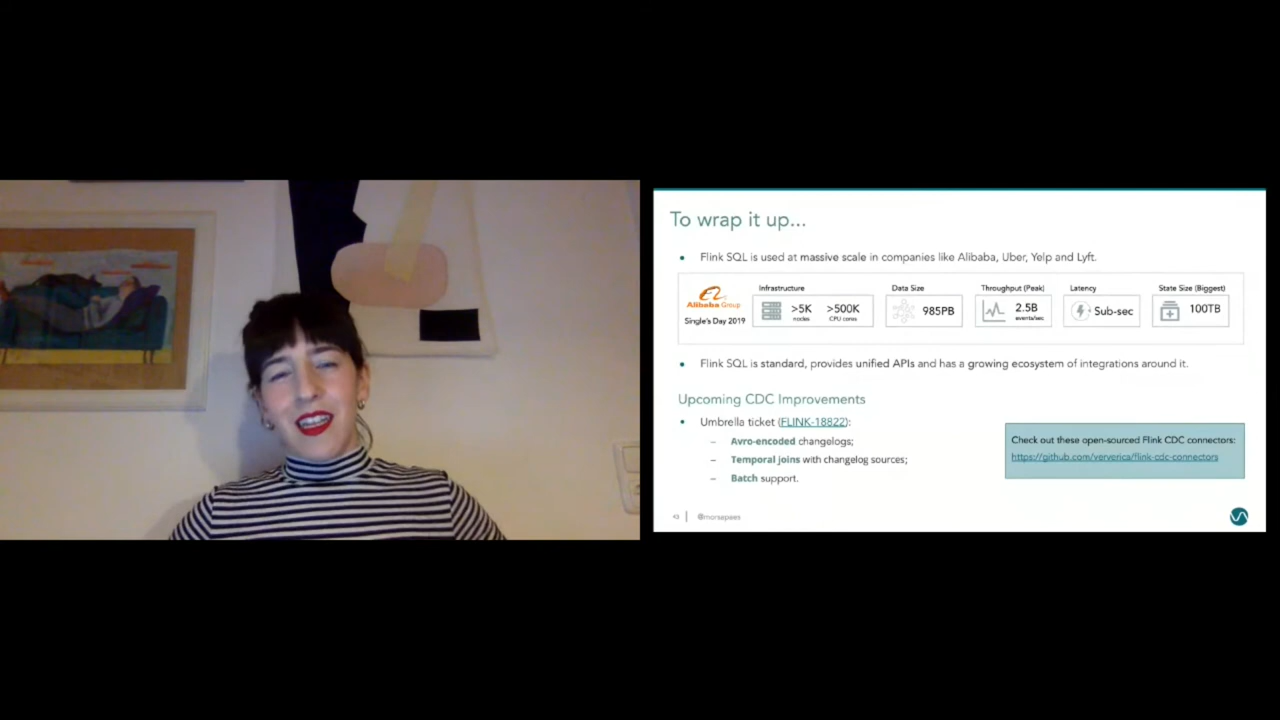 To wrap it up...
• Flink SQL is used at massive scale in companies like Alibaba, Uber, Yelp and Lyft.
Infrastructure Data Size Throughput (Peak) Latency State Size (Biggest)
Alibaba Group
>5K >500K 985PB 2.5B Sub-sec 100TB
nodes CPU cores events/sec
Single's Day 2019
• Flink SQL is standard, provides unified APIs and has a growing ecosystem of integrations around it.
Upcoming CDC Improvements
• Umbrella ticket (FLINK-18822):
– Avro-encoded changelogs;
– Temporal joins with changelog sources;
– Batch support.
Check out these open-sourced Flink CDC connectors:
https://github.com/ververica/flink-cdc-connectors
43 | @morsapaes